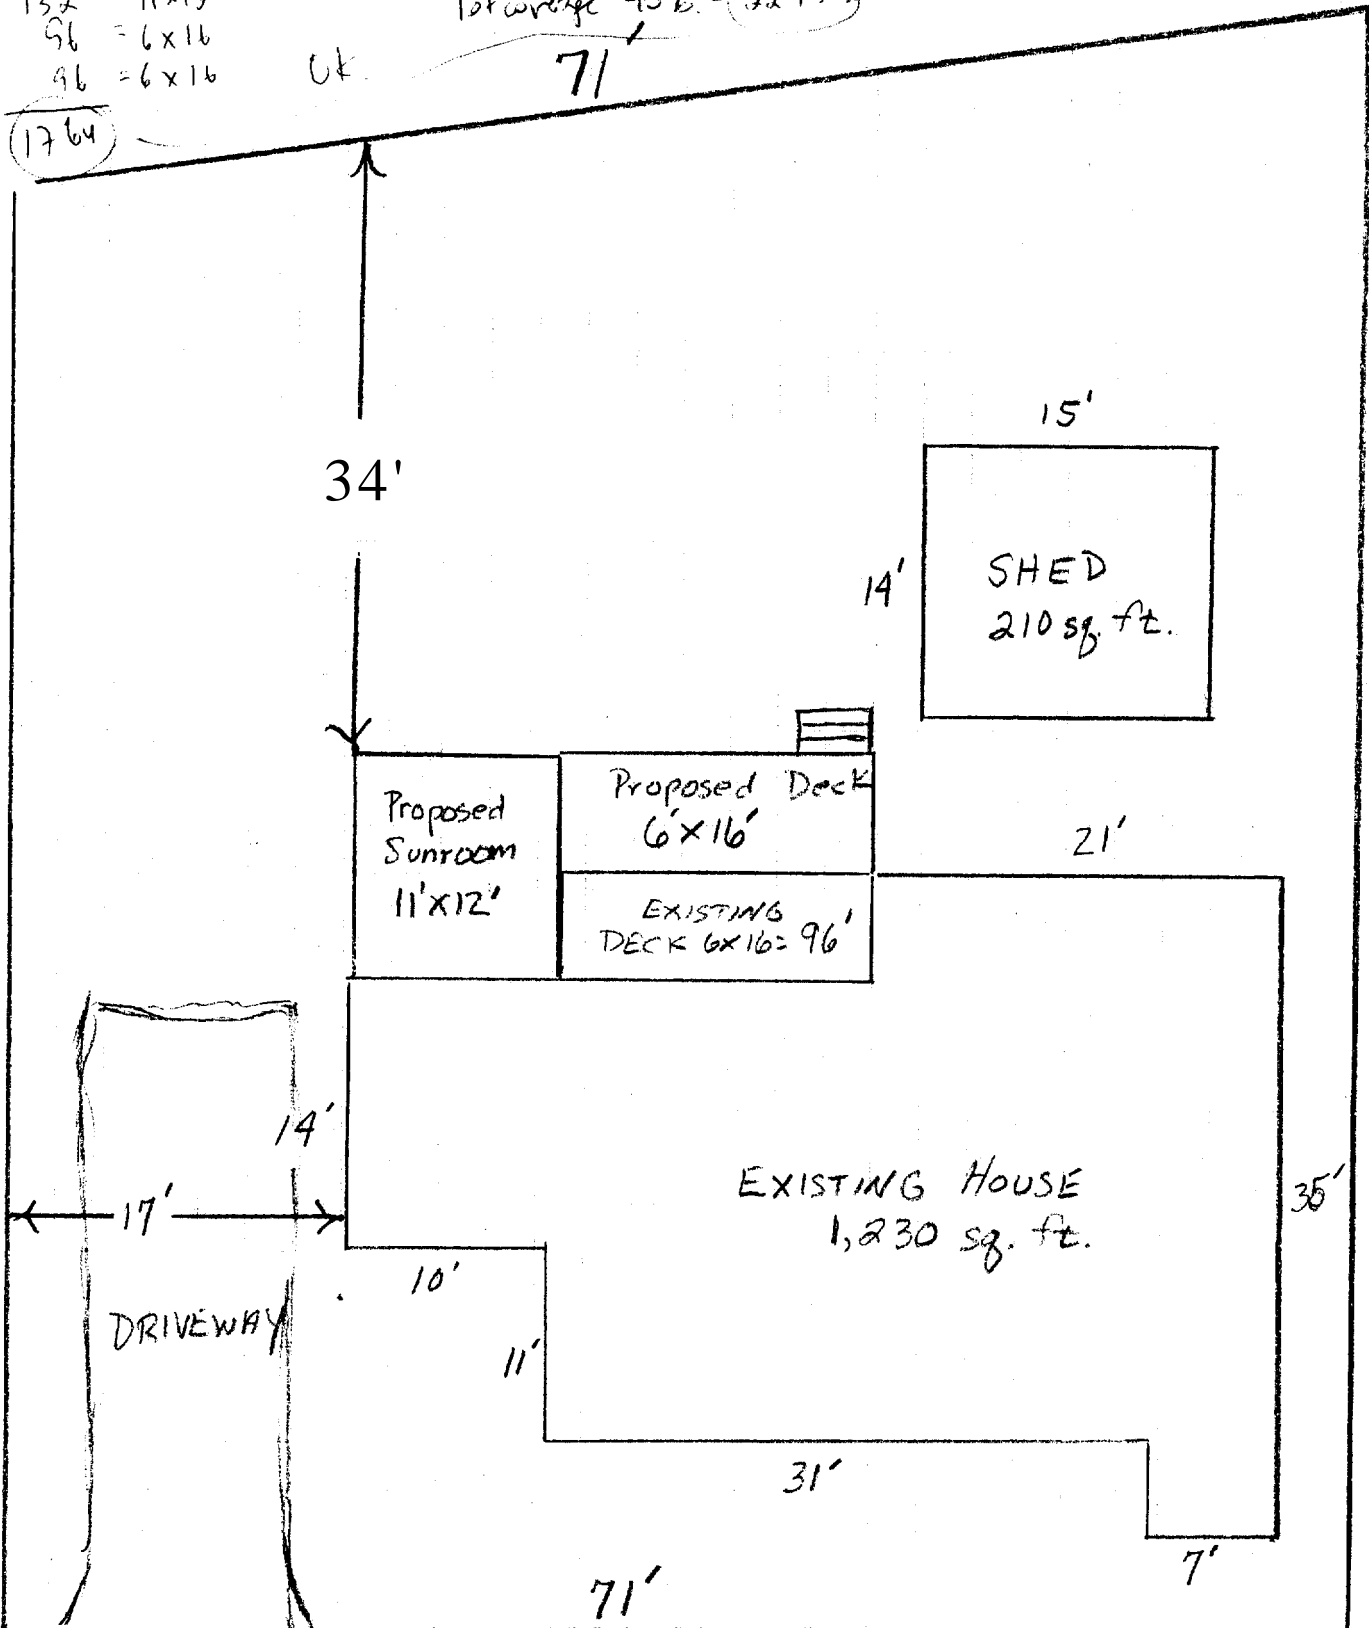 96 = 6x16
96 = 6x16
1764
71'
34'
15'
14'
SHED
210 sq. ft.
Proposed Deck
6'x16'
Proposed
Sunroom
11'x12'
21'
EXISTING
DECK 6x16= 96'
14'
17'
EXISTING HOUSE
1,230 sq. ft.
35'
10'
DRIVEWAY
11'
31'
7'
71'